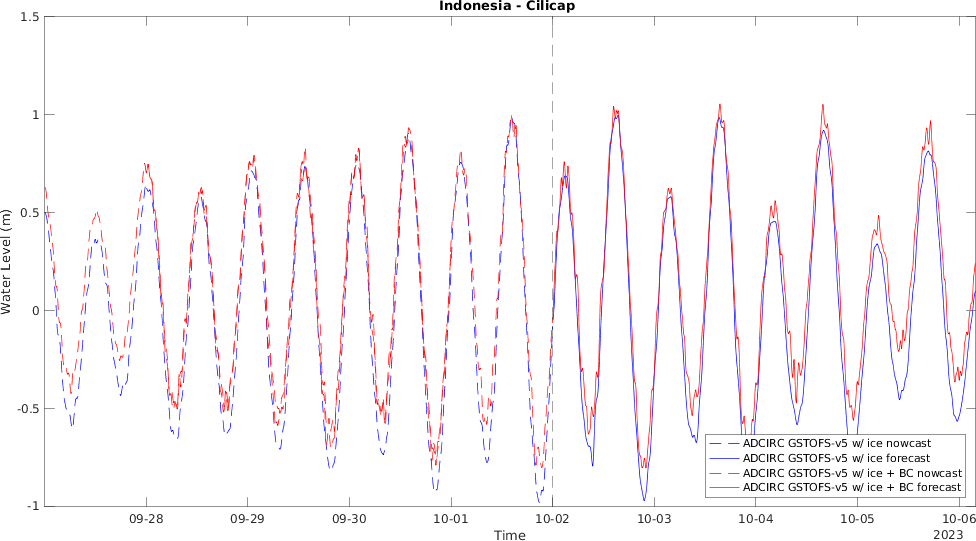 Indonesia - Cilicap
1.5
1
0.5
0
-0.5
-1
Water Level (m)
ADCIRC GSTOFS-v5 w/ ice nowcast
ADCIRC GSTOFS-v5 w/ ice forecast
ADCIRC GSTOFS-v5 w/ ice + BC nowcast
ADCIRC GSTOFS-v5 w/ ice + BC forecast
09-28 09-29 09-30 10-01 10-02 10-03 10-04 10-05 10-06
Time
2023